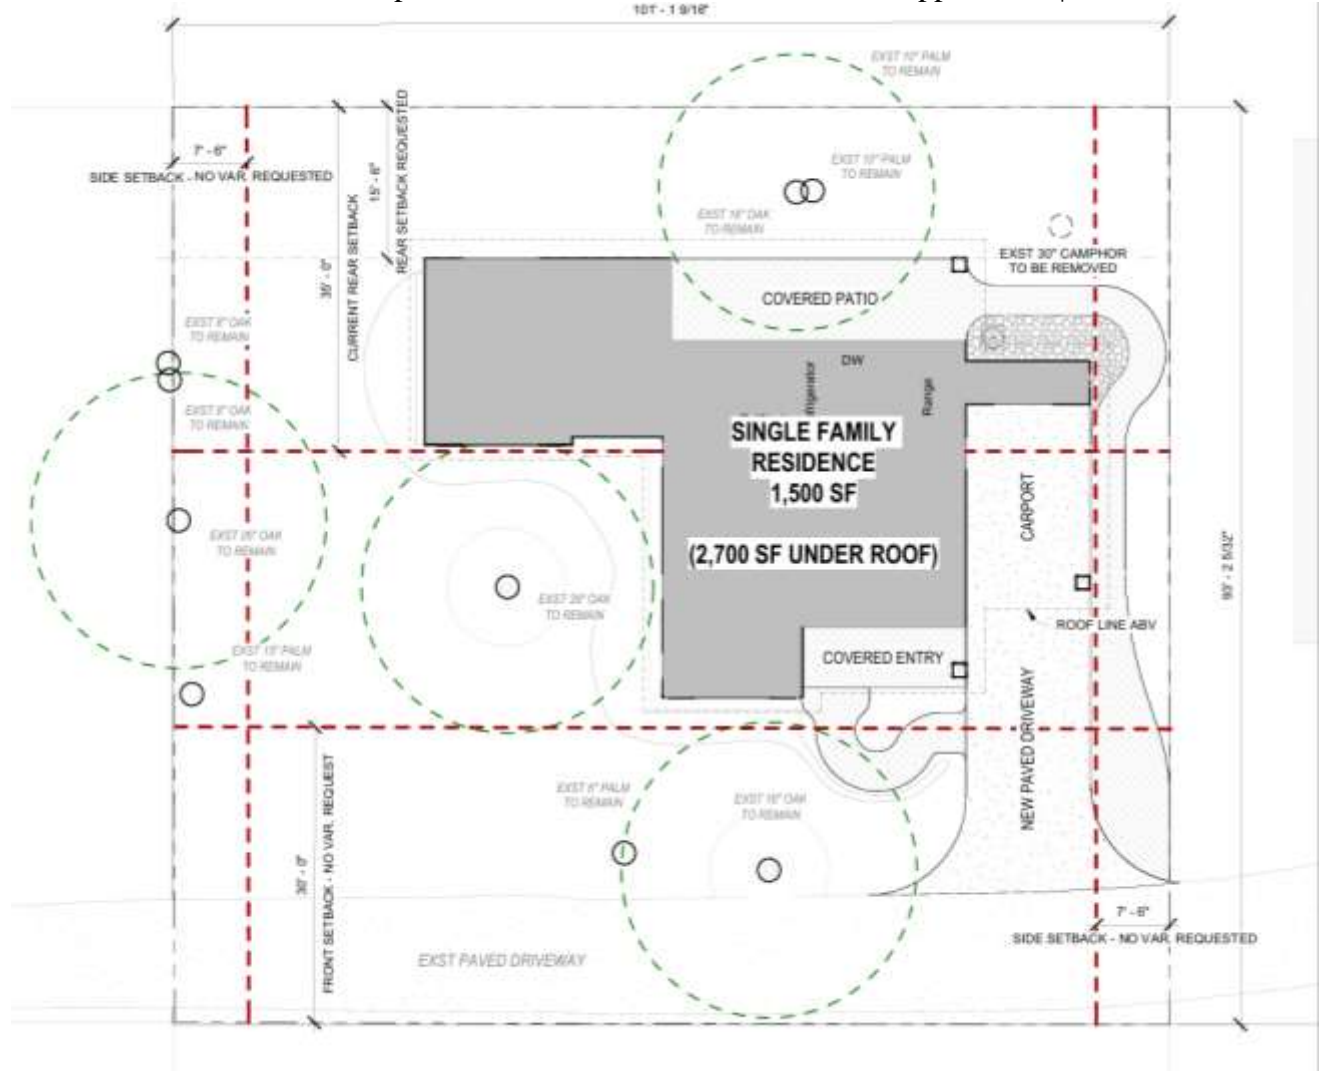 101' - 1 9/16"
EXST 10" PALM
TO REMAIN
7" - 6"
SIDE SETBACK - NO VAR. REQUESTED
35' - 0"
CURRENT REAR SETBACK
15' - 6"
REAR SETBACK REQUESTED
EXST 10" PALM
TO REMAIN
EXST 16" OAK
TO REMAIN
EXST 30" CAMPHOR
TO BE REMOVED
COVERED PATIO
EXST 8" OAK
TO REMAIN
DW
Range
EXST 8" OAK
TO REMAIN
SINGLE FAMILY
RESIDENCE
1,500 SF
(2,700 SF UNDER ROOF)
CARPORT
EXST 26" OAK
TO REMAIN
93' - 2 5/32"
EXST 26" OAK
TO REMAIN
ROOF LINE ABV
EXST 15" PALM
TO REMAIN
COVERED ENTRY
NEW PAVED DRIVEWAY
30' - 0"
FRONT SETBACK - NO VAR. REQUEST
EXST 6" PALM
TO REMAIN
EXST 16" OAK
TO REMAIN
7" - 6"
SIDE SETBACK - NO VAR. REQUESTED
EXST PAVED DRIVEWAY